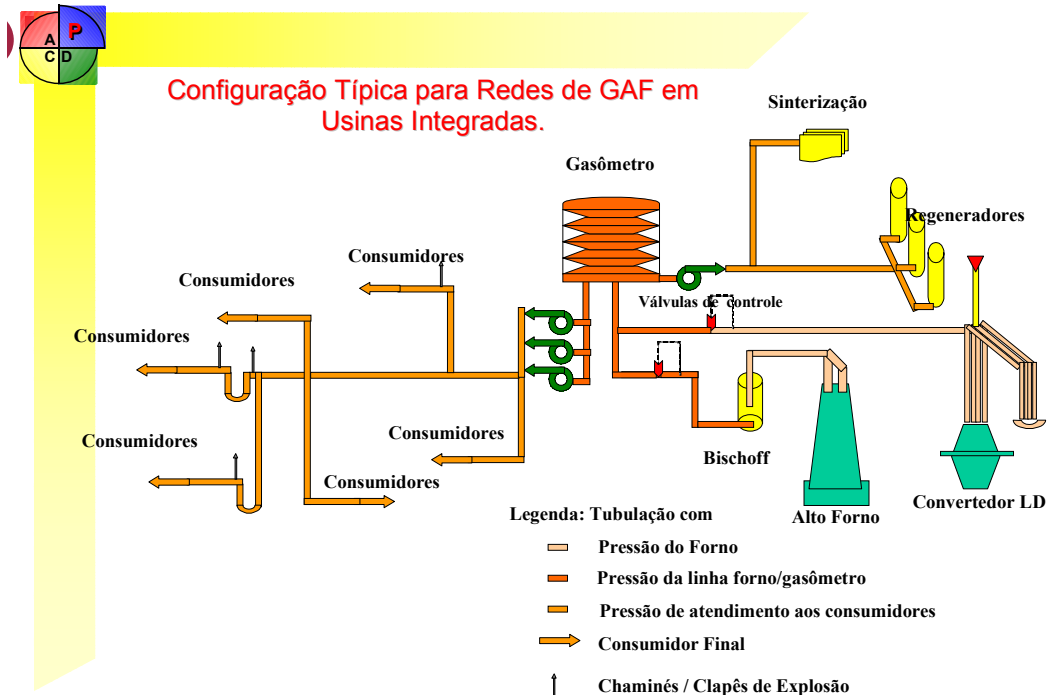 A P
C D
Configuração Típica para Redes de GAF em
Usinas Integradas.
Sinterização
Gasômetro
Regeneradores
Consumidores
Consumidores
Válvulas de controle
Consumidores
Consumidores
Consumidores
Consumidores
Bischoff
Alto Forno
Convertedor LD
Legenda: Tubulação com
Pressão do Forno
Pressão da linha forno/gasômetro
Pressão de atendimento aos consumidores
Consumidor Final
Chaminés / Clapês de Explosão